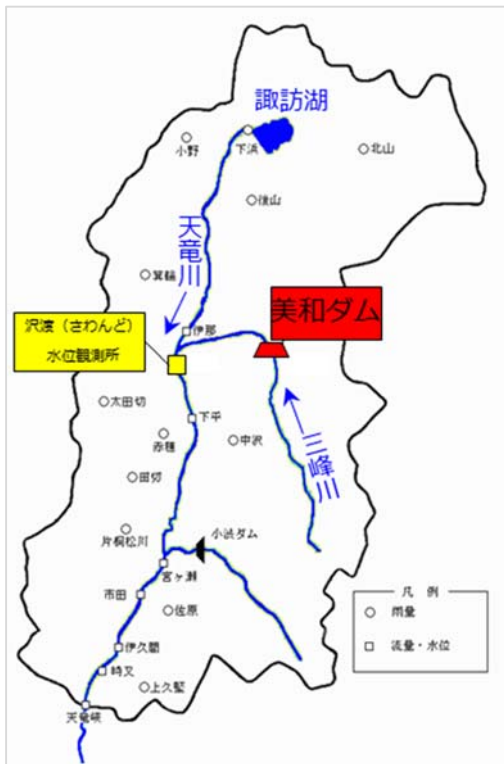 諏訪湖
小野
下浜
北山
後山
天竜川
箕輪
美和ダム
沢渡(さわんど)
水位観測所
伊那
太田切
下平
赤穂
中沢
三峰川
田切
片桐松川
小渋ダム
宮ヶ瀬
凡 例
雨量
流量・水位
市田
佐原
伊久間
時又
上久堅
天竜峡